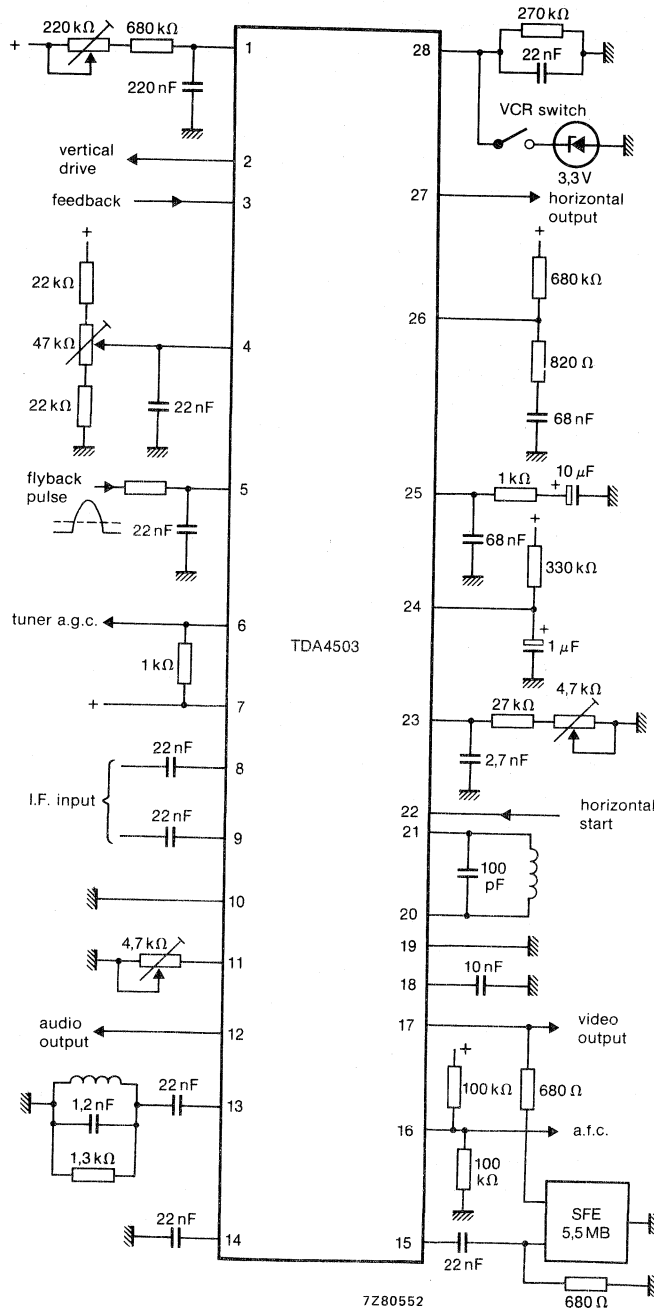 220 kΩ
680 kΩ
+
1
220 nF
vertical
drive
2
feedback
3
+
22 kΩ
47 kΩ
4
22 kΩ
22 nF
flyback
pulse
5
22 nF
tuner a.g.c.
6
1 kΩ
+
7
22 nF
8
I.F. input
22 nF
9
10
4,7 kΩ
11
audio
output
12
22 nF
13
1,2 nF
1,3 kΩ
22 nF
14
TDA4503
270 kΩ
28
22 nF
VCR switch
3,3 V
27
horizontal
output
+
680 kΩ
26
820 Ω
68 nF
25
1 kΩ
+
10 μF
68 nF
+
330 kΩ
24
+
1 μF
27 kΩ
4,7 kΩ
23
2,7 nF
22
horizontal
start
21
100
pF
20
19
10 nF
18
17
video
output
+
100 kΩ
680 Ω
16
a.f.c.
100
kΩ
SFE
5,5 MB
15
22 nF
680 Ω
7Z80552